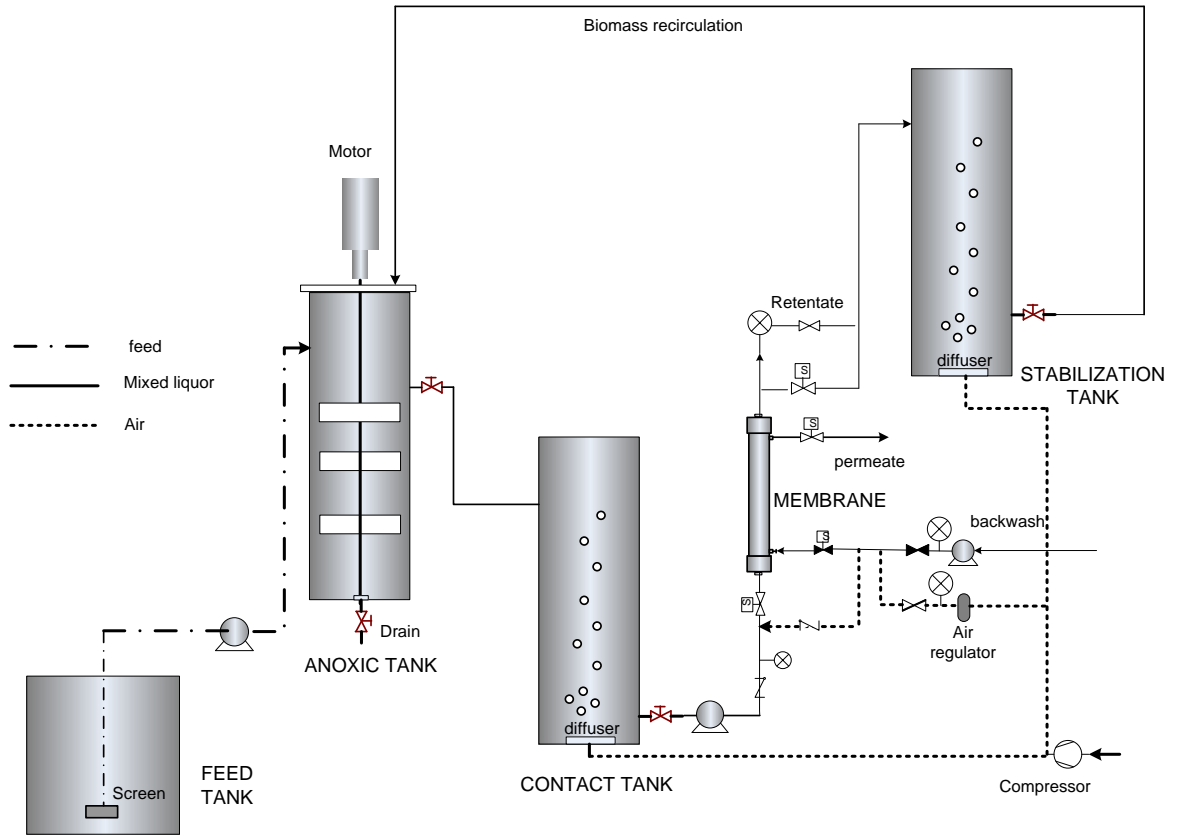 Biomass recirculation
Motor
Retentate
feed
Mixed liquor
Air
diffuser
STABILIZATION
TANK
S
S
permeate
MEMBRANE
backwash
S
S
Drain
ANOXIC TANK
Air
regulator
diffuser
FEED
TANK
Screen
CONTACT TANK
Compressor